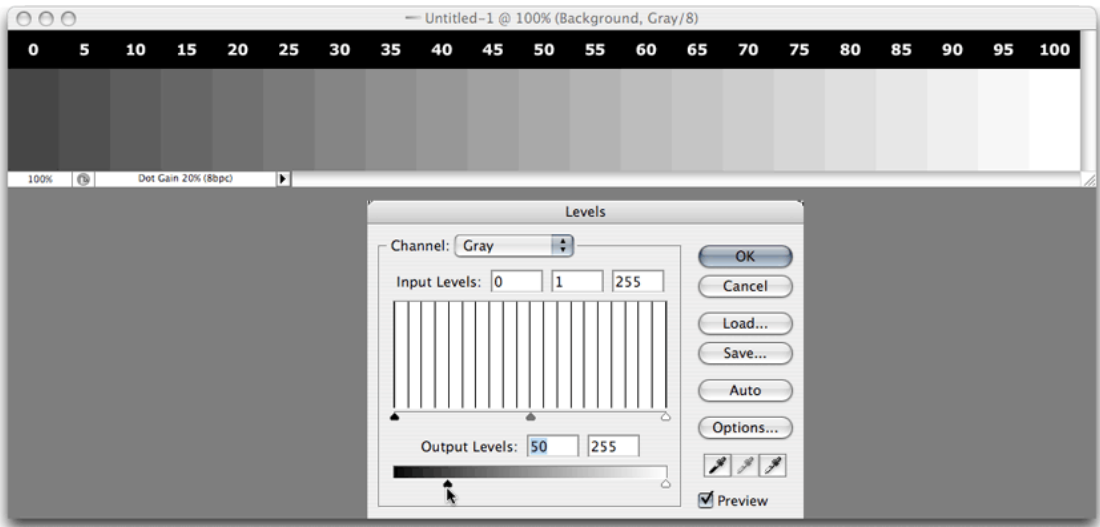 Untitled-1 @ 100% (Background, Gray/8)
0 5 10 15 20 25 30 35 40 45 50 55 60 65 70 75 80 85 90 95 100
100% Dot Gain 20% (8bpc)
Levels
Channel: Gray
OK
Input Levels: 0 1 255
Cancel
Load...
Save...
Auto
Options...
Output Levels: 50 255
Preview